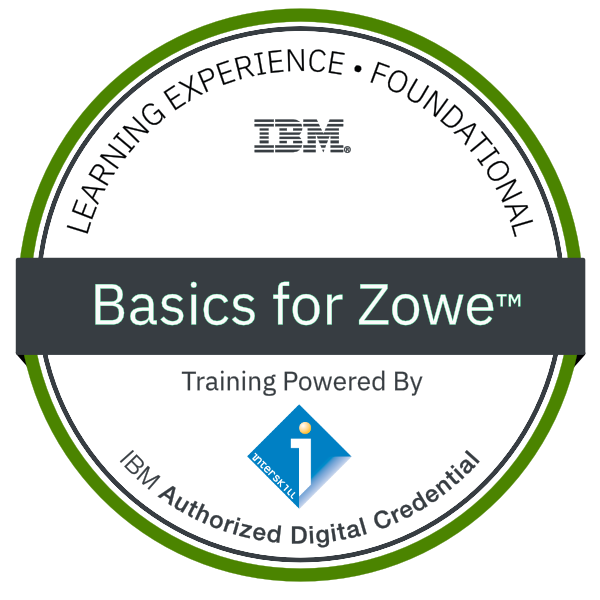 LEARNING EXPERIENCE • FOUNDATIONAL
IBM®
Basics for Zowe™
Training Powered By
interskill
IBM Authorized Digital Credential